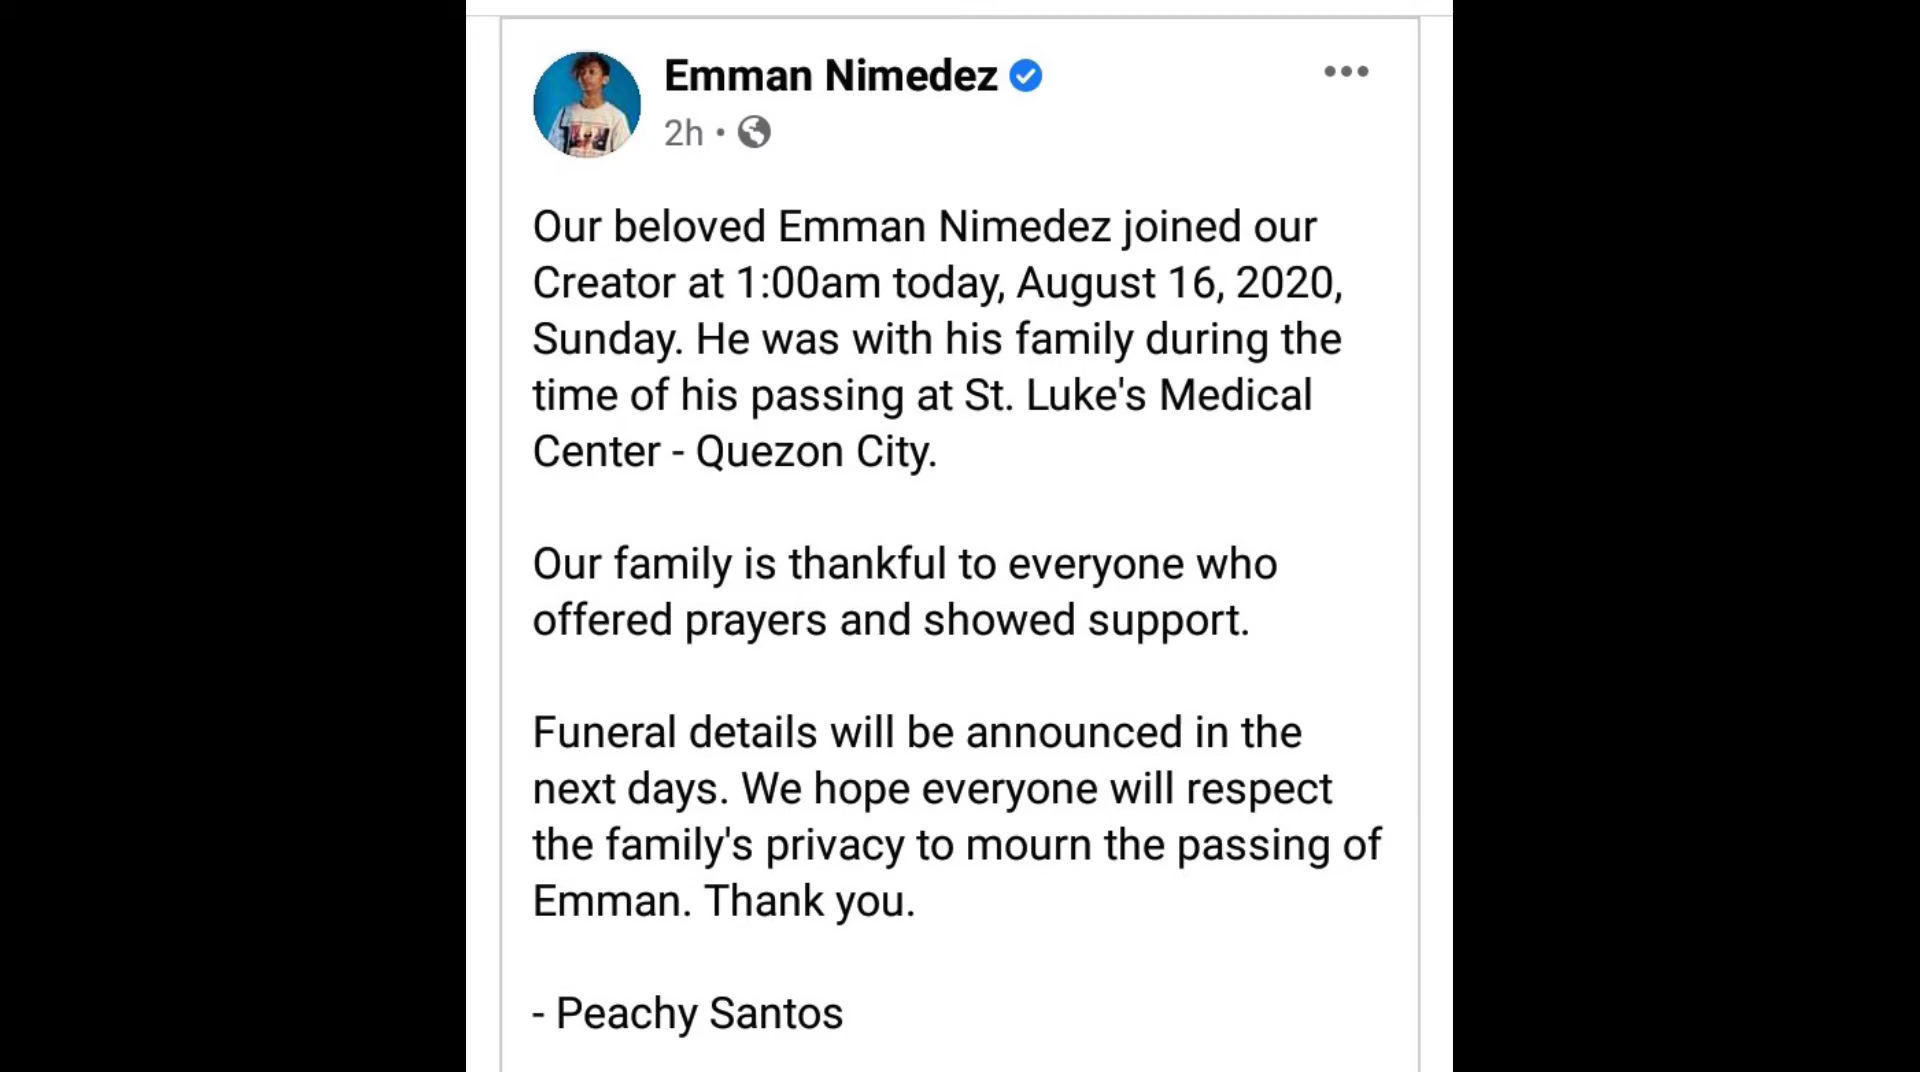 Emman Nimedez
2h •
Our beloved Emman Nimedez joined our
Creator at 1:00am today, August 16, 2020,
Sunday. He was with his family during the
time of his passing at St. Luke's Medical
Center - Quezon City.
Our family is thankful to everyone who
offered prayers and showed support.
Funeral details will be announced in the
next days. We hope everyone will respect
the family's privacy to mourn the passing of
Emman. Thank you.
- Peachy Santos